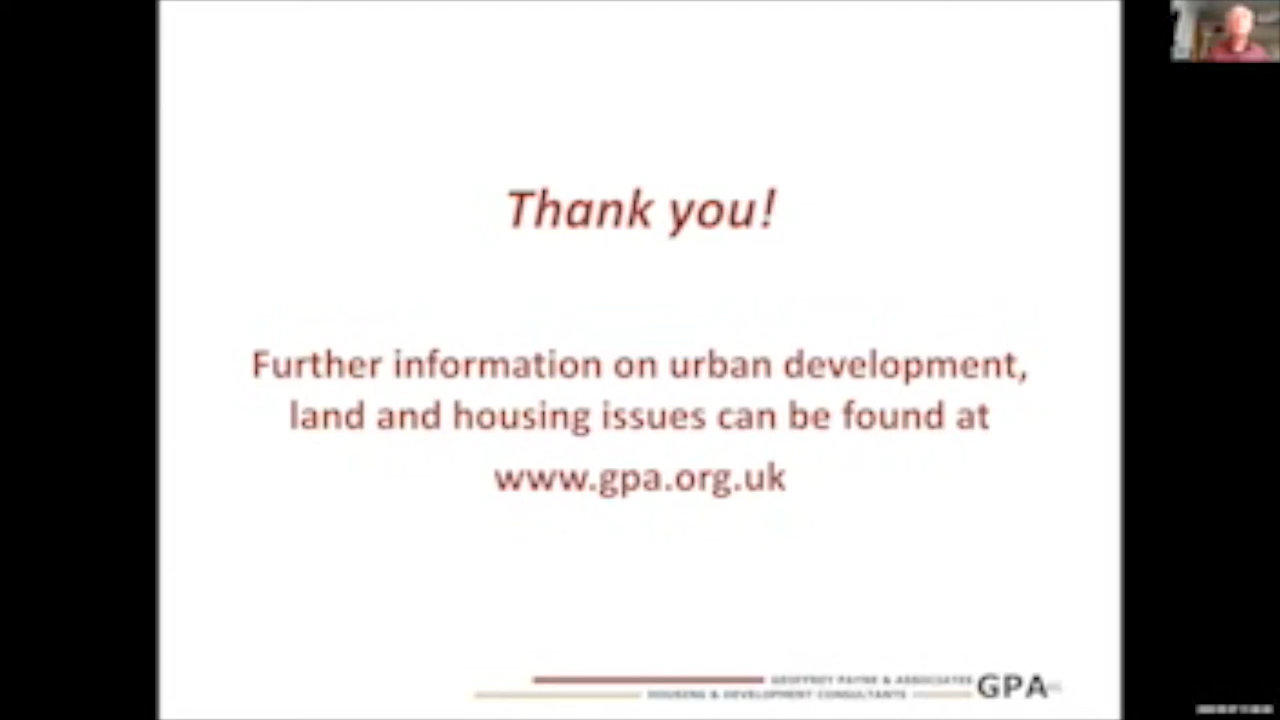 Thank you!
Further information on urban development,
land and housing issues can be found at
www.gpa.org.uk
GEOFFREY PAYNE & ASSOCIATES
HOUSING & DEVELOPMENT CONSULTANTS
GPA